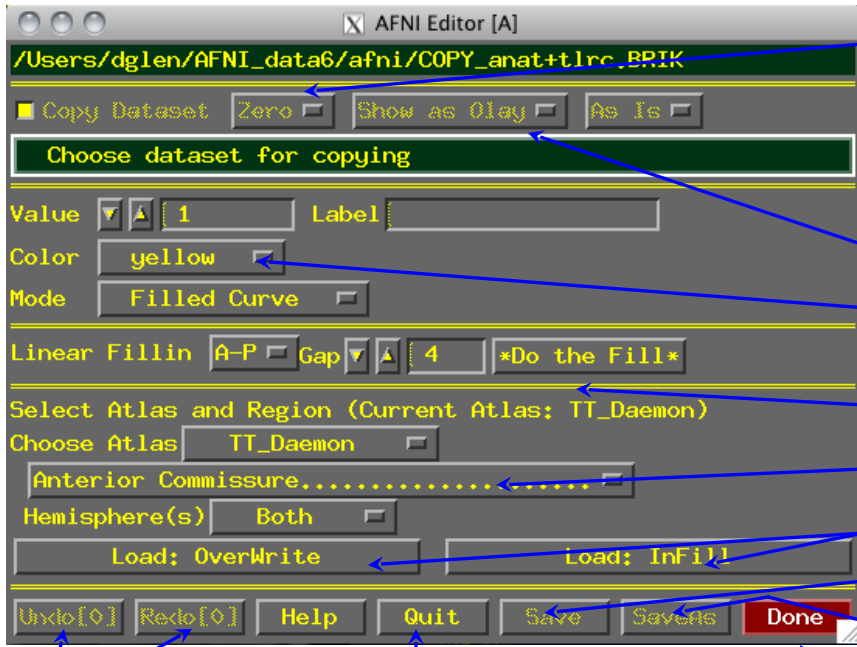 AFNI Editor [A]
/Users/dglen/AFNI_data6/afni/COPY_anat+tlrc.BRIK
Copy Dataset Zero Show as Olay As Is
Choose dataset for copying
Value 1 Label
Color yellow
Mode Filled Curve
Linear Fillin A-P Gap 4 *Do the Fill*
Select Atlas and Region (Current Atlas: TT_Daemon)
Choose Atlas TT_Daemon
Anterior Commissure......................
Hemisphere(s) Both
Load: OverWrite Load: InFill
Undo[0] Redo[0] Help Quit Save SaveAs Done